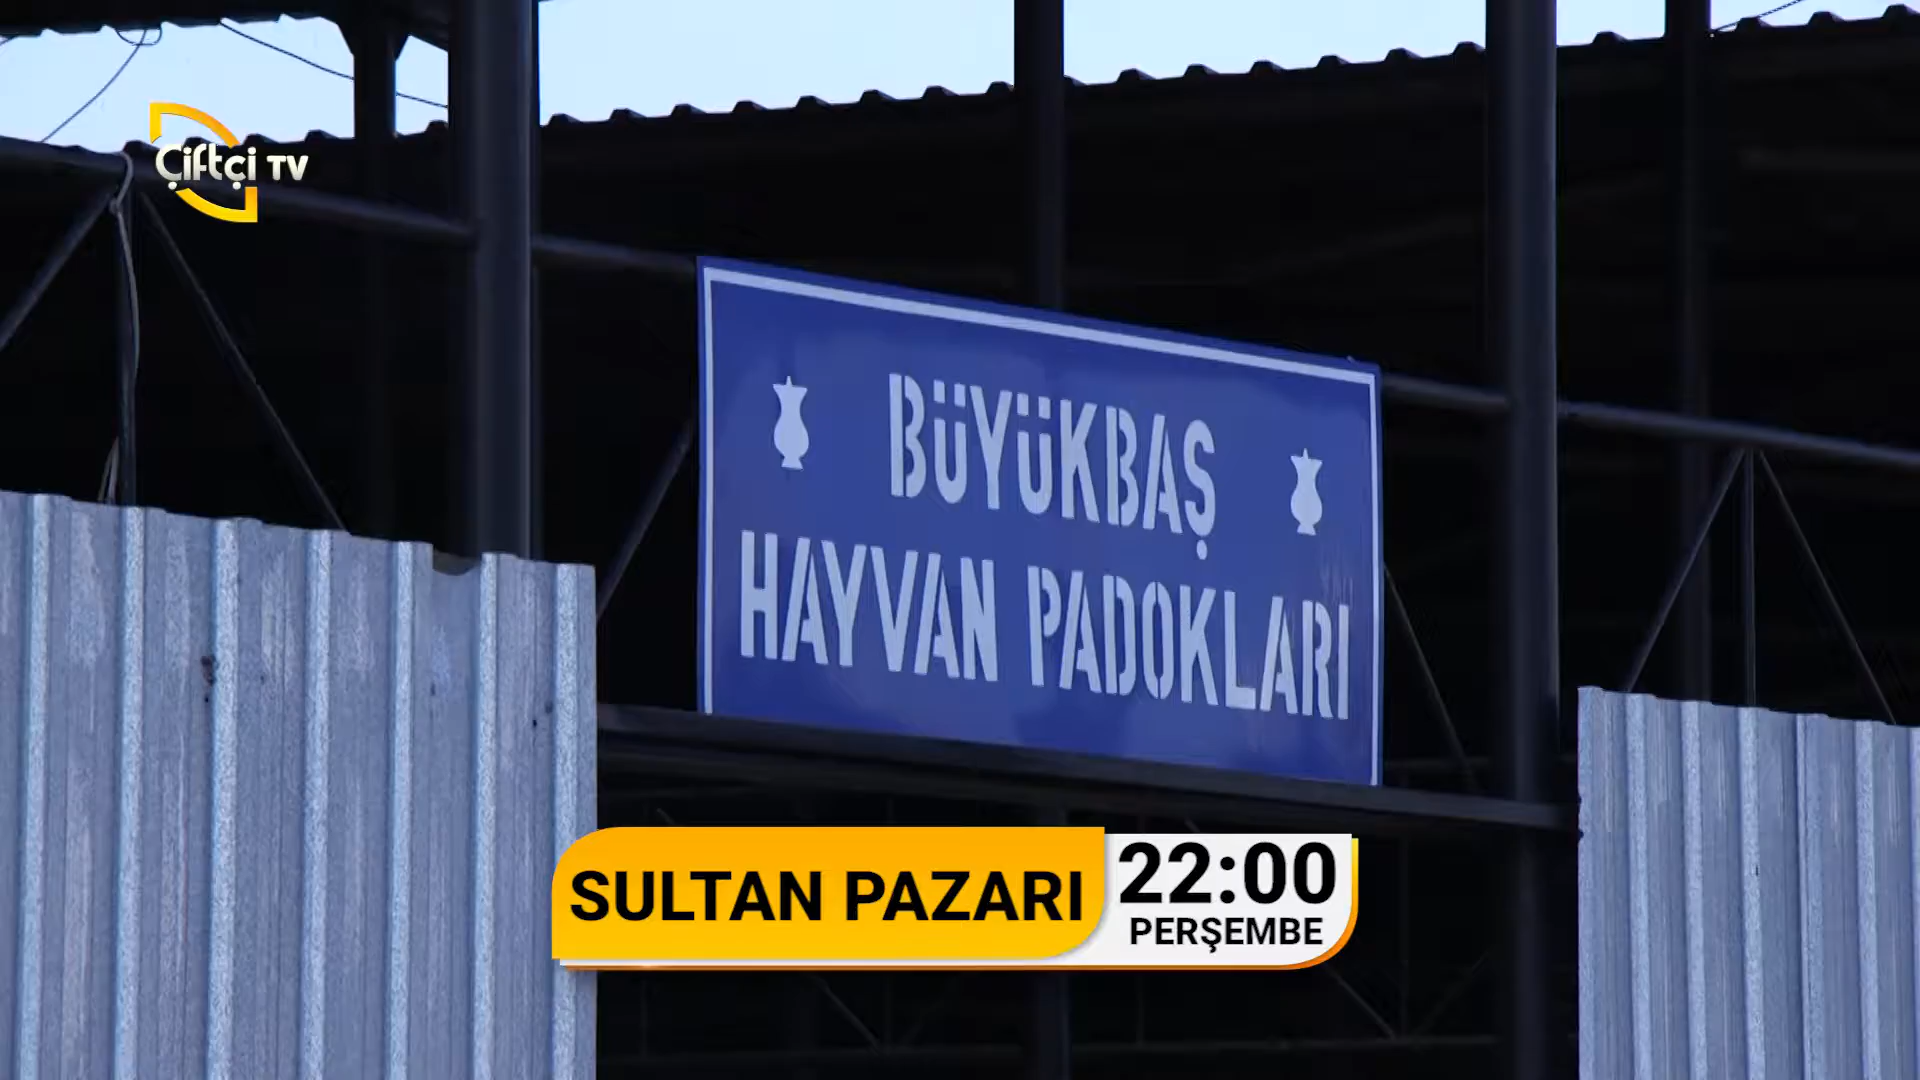 Çiftçi TV
BÜYÜKBAŞ
HAYVAN PADOKLARI
SULTAN PAZARI
22:00
PERŞEMBE